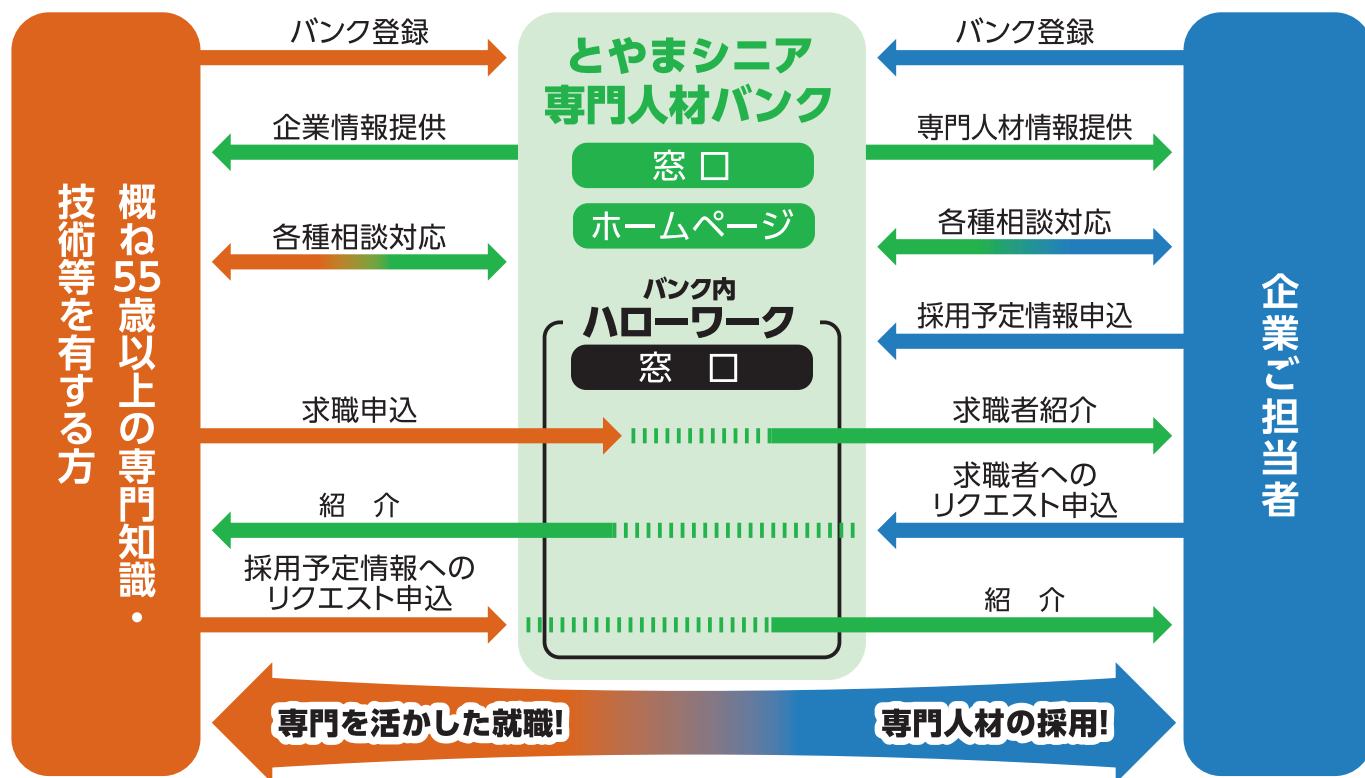 概ね55歳以上の専門知識・
技術等を有する方
バンク登録
企業情報提供
各種相談対応
求職申込
紹　介
採用予定情報への
リクエスト申込
とやまシニア
専門人材バンク
窓口
ホームページ
バンク内
ハローワーク
窓　口
バンク登録
専門人材情報提供
各種相談対応
採用予定情報申込
求職者紹介
求職者への
リクエスト申込
紹　介
企業ご担当者
専門を活かした就職!
専門人材の採用!